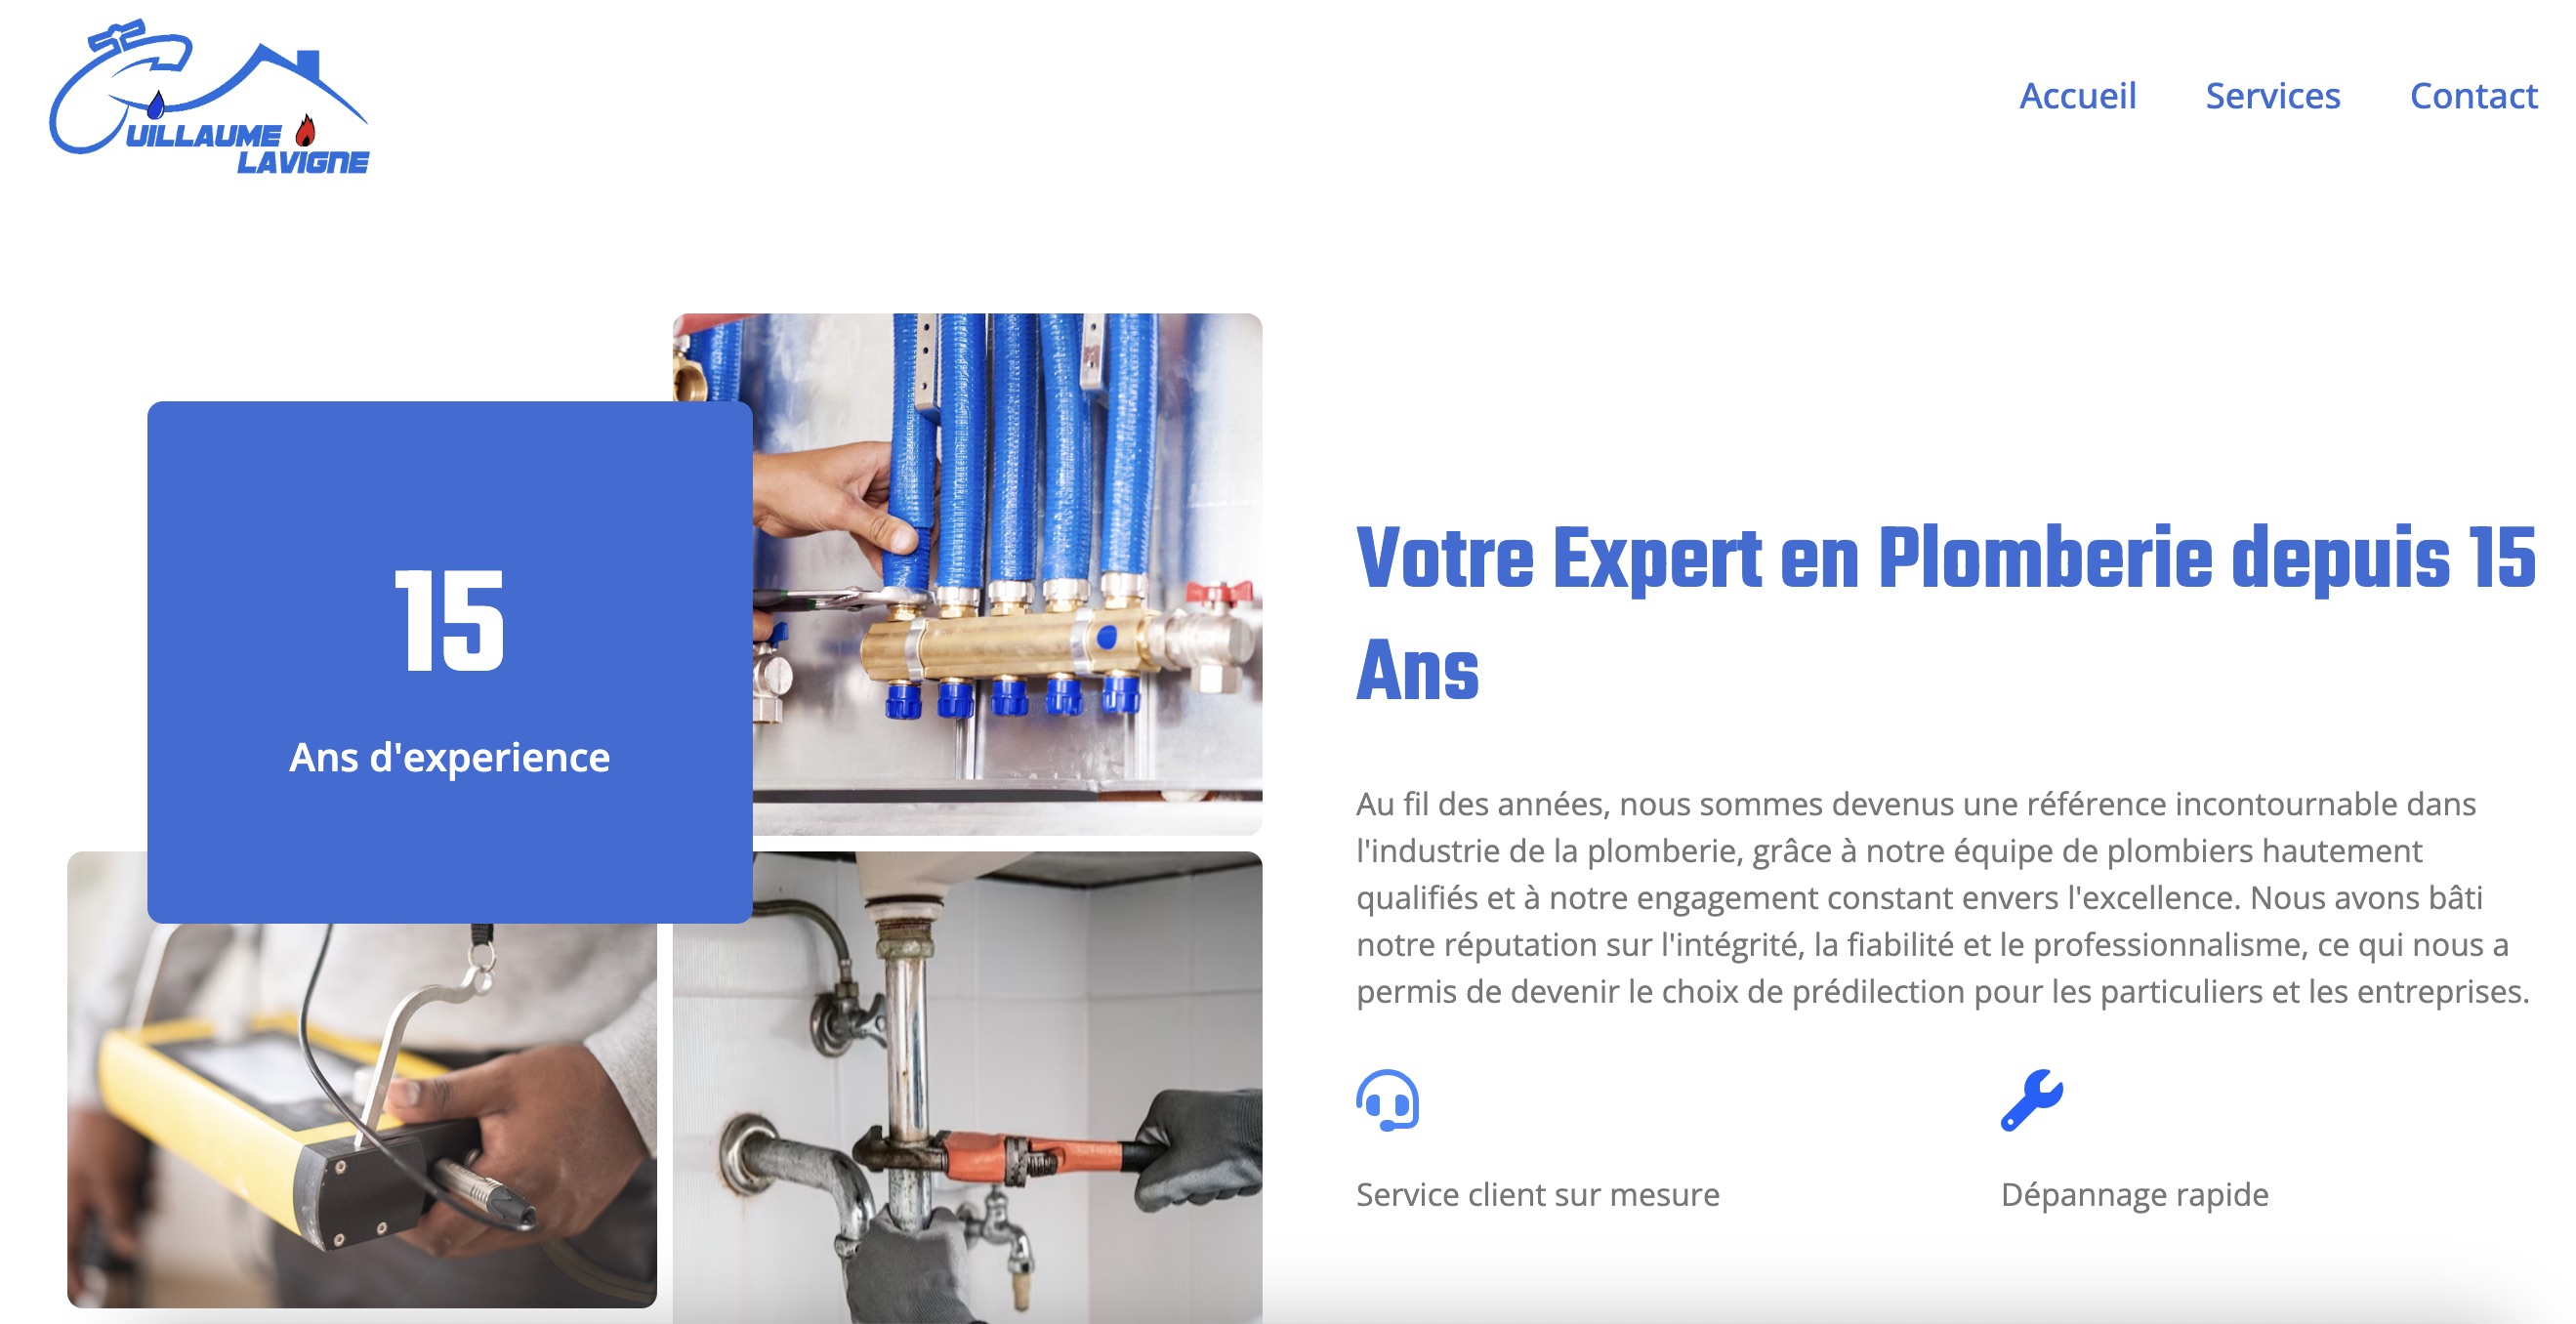 GUILLAUME
LAVIGNE
Accueil Services Contact
15
Ans d'experience
Votre Expert en Plomberie depuis 15
Ans
Au fil des années, nous sommes devenus une référence incontournable dans
l'industrie de la plomberie, grâce à notre équipe de plombiers hautement
qualifiés et à notre engagement constant envers l'excellence. Nous avons bâti
notre réputation sur l'intégrité, la fiabilité et le professionnalisme, ce qui nous a
permis de devenir le choix de prédilection pour les particuliers et les entreprises.
Service client sur mesure
Dépannage rapide